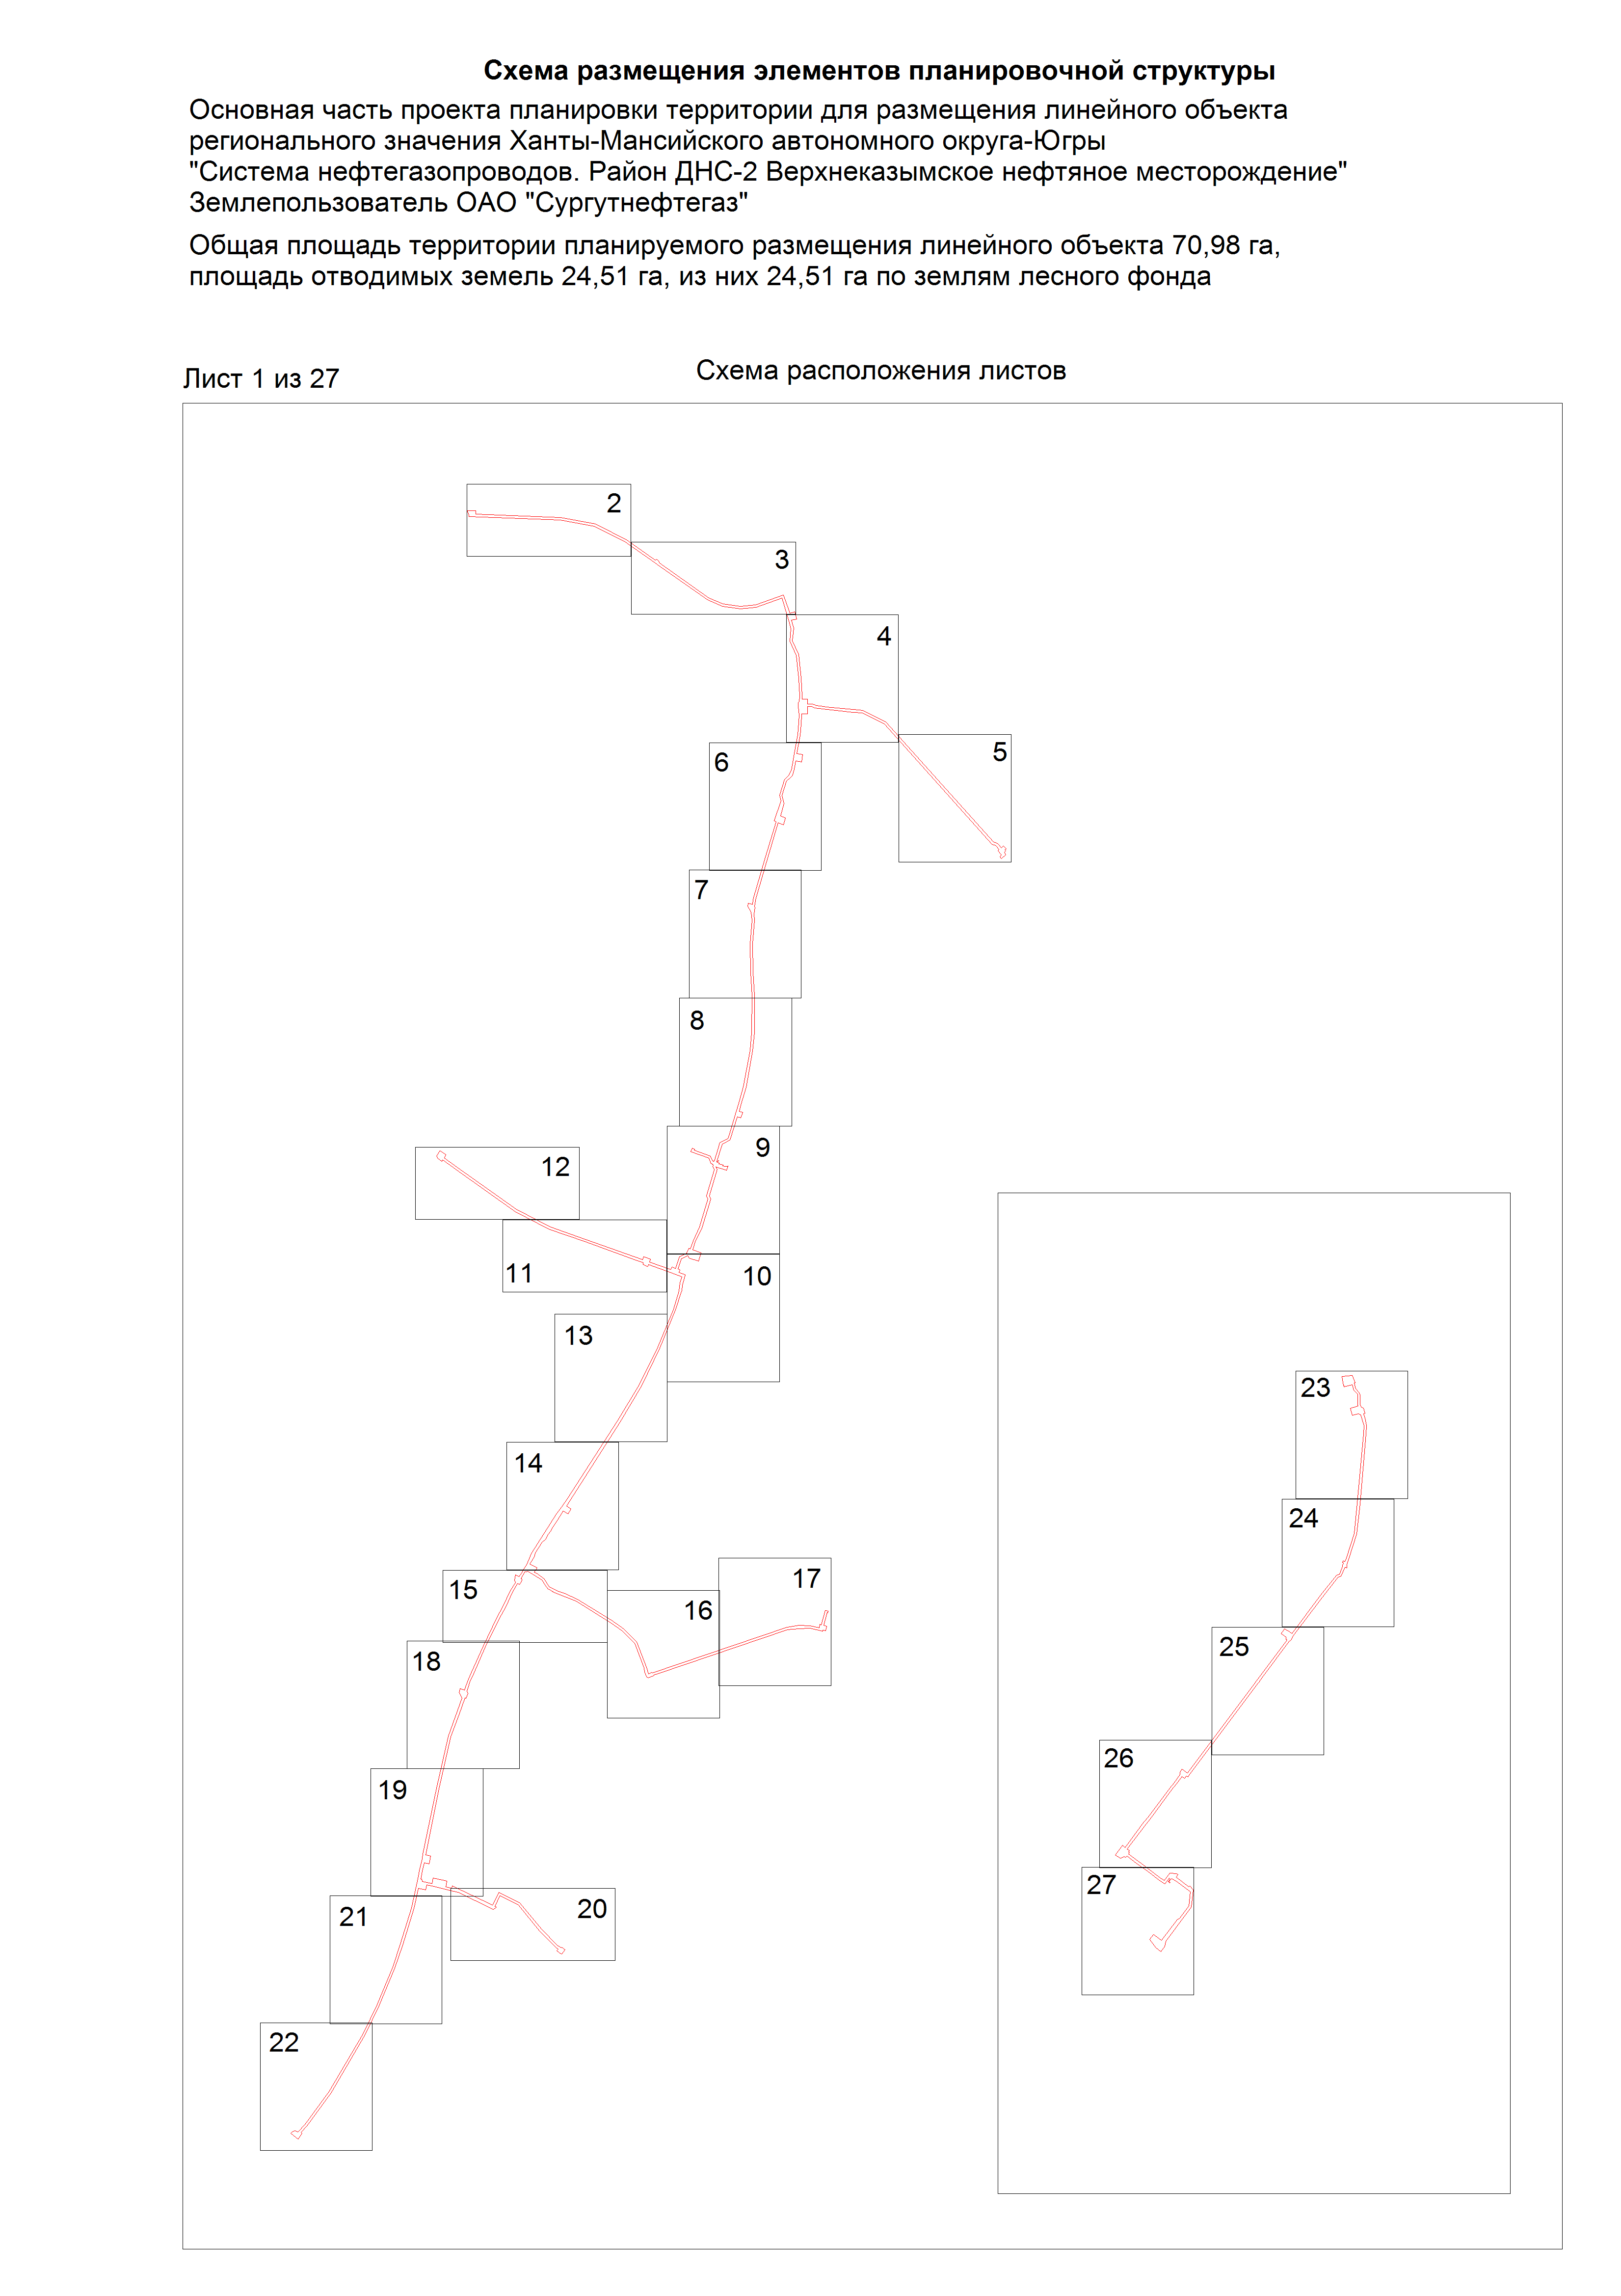 Схема размещения элементов планировочной структуры
Основная часть проекта планировки территории для размещения линейного объекта
регионального значения Ханты-Мансийского автономного округа-Югры
"Система нефтегазопроводов. Район ДНС-2 Верхнеказымское нефтяное месторождение"
Землепользователь ОАО "Сургутнефтегаз"
Общая площадь территории планируемого размещения линейного объекта 70,98 га,
площадь отводимых земель 24,51 га, из них 24,51 га по землям лесного фонда
Схема расположения листов
Лист 1 из 27
2
3
4
5
6
7
8
9
12
11
10
13
14
15
17
16
18
19
20
21
22
23
24
25
26
27